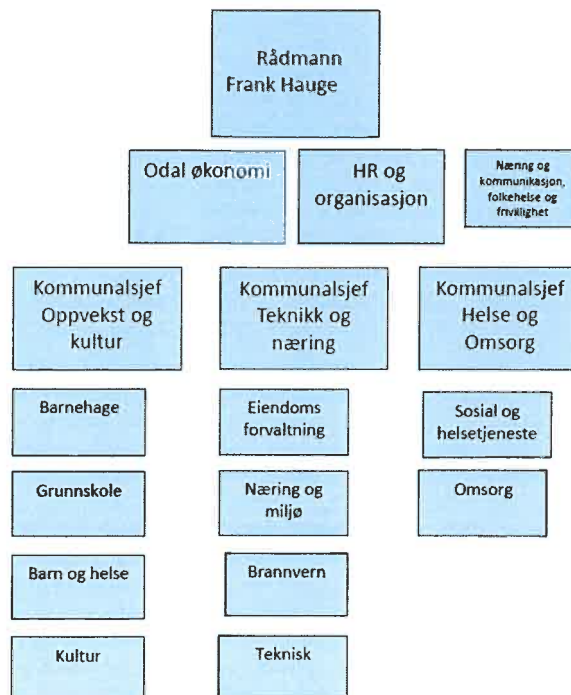 Rådmann
Frank Hauge
Odal økonomi
HR og
organisasjon
Næring og
kommunikasjon,
folkehelse og
frivillighet
Kommunalsjef
Oppvekst og
kultur
Kommunalsjef
Teknikk og
næring
Kommunalsjef
Helse og
Omsorg
Barnehage
Eiendoms
forvaltning
Sosial og
helsetjeneste
Grunnskole
Næring og
miljø
Omsorg
Barn og helse
Brannvern
Kultur
Teknisk